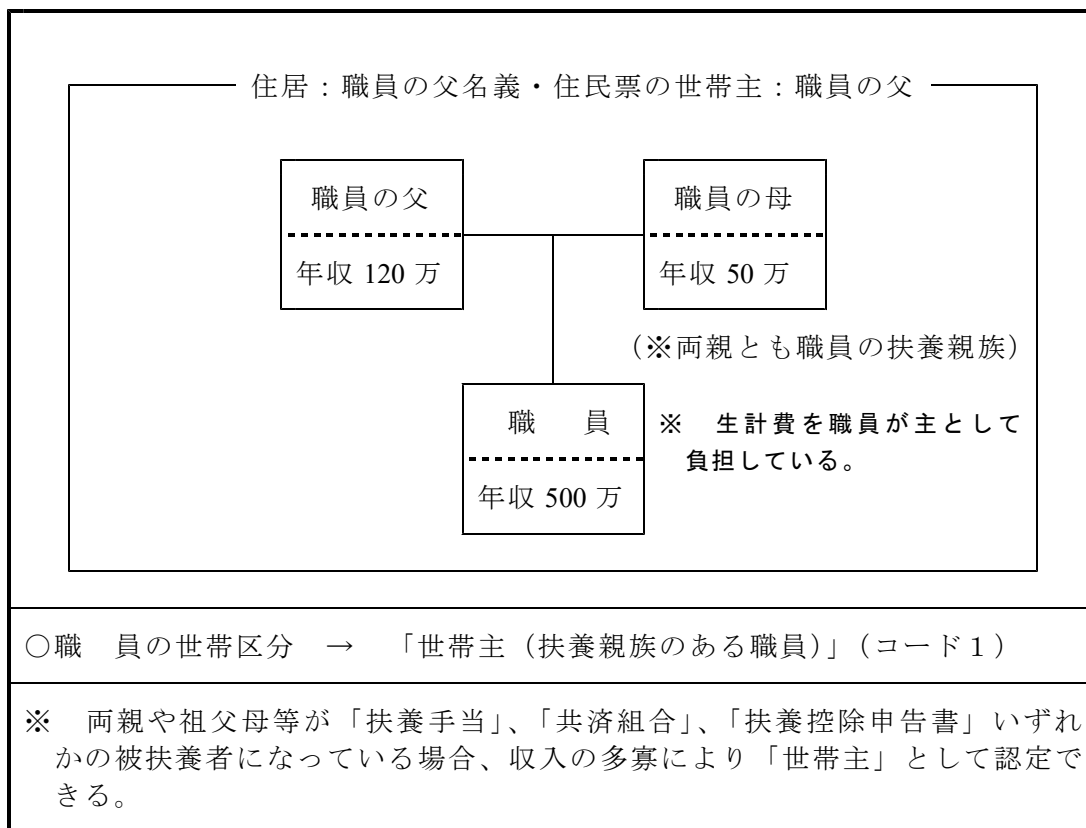 住居：職員の父名義・住民票の世帯主：職員の父
職員の父
年収 120 万
職員の母
年収 50 万
（※両親とも職員の扶養親族）
職　員
年収 500 万
※　生計費を職員が主として
負担している。
○職　員の世帯区分　→　「世帯主（扶養親族のある職員）」（コード１）
※　両親や祖父母等が「扶養手当」、「共済組合」、「扶養控除申告書」いずれ
かの被扶養者になっている場合、収入の多寡により「世帯主」として認定で
きる。